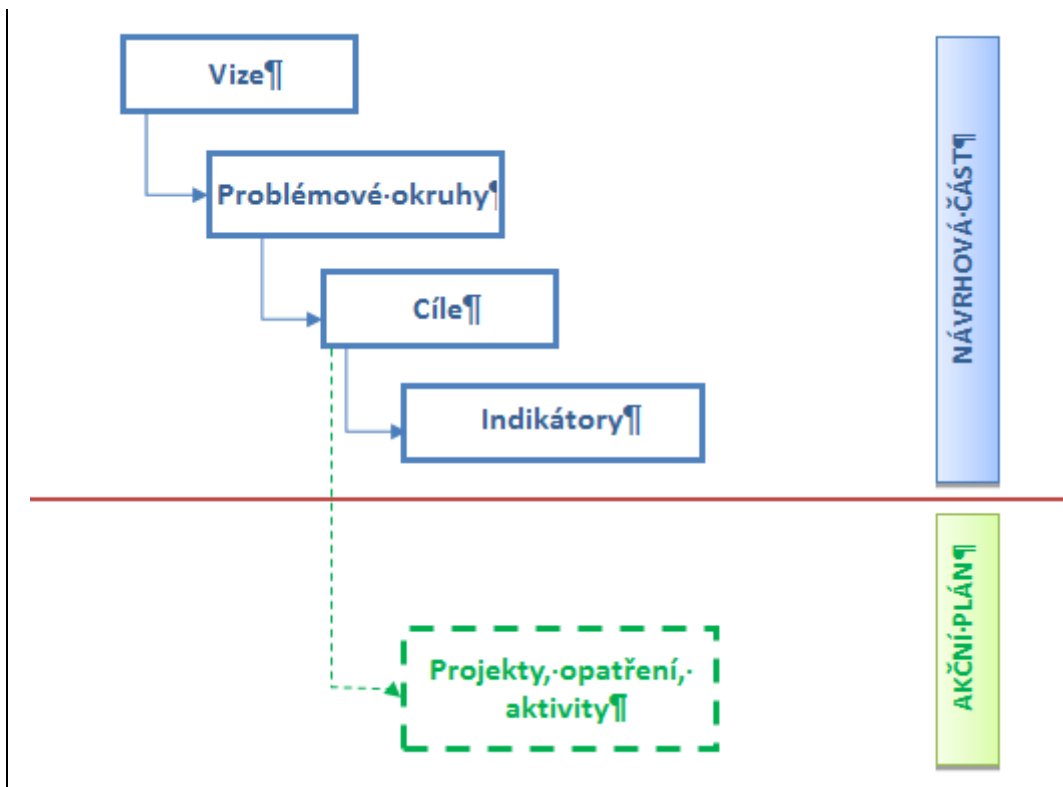 Vize¶
Problémové·okruhy¶
Cíle¶
Indikátory¶
NÁVRHOVÁ·ČÁST¶
Projekty,·opatření,·
aktivity¶
AKČNÍ·PLÁN¶